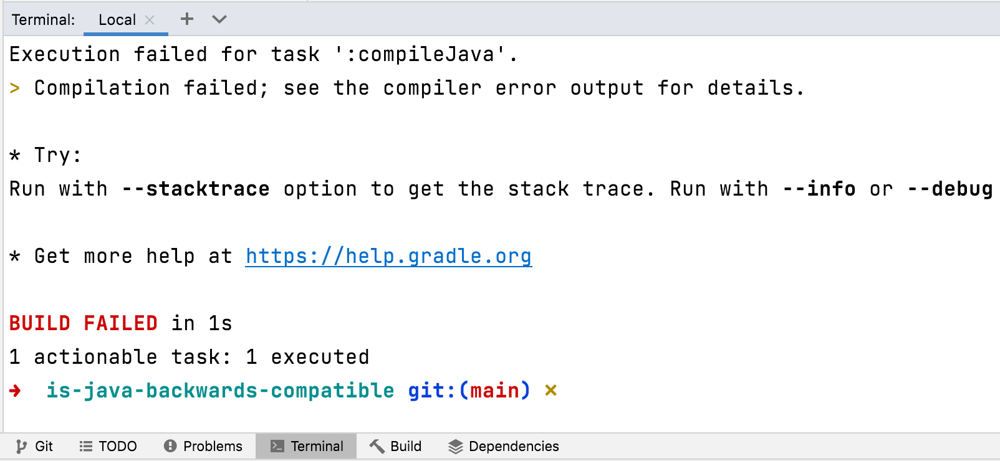 Terminal: Local
Execution failed for task ':compileJava'.
> Compilation failed; see the compiler error output for details.
* Try:
Run with --stacktrace option to get the stack trace. Run with --info or --debug
* Get more help at https://help.gradle.org
BUILD FAILED in 1s
1 actionable task: 1 executed
➜ is-java-backwards-compatible git:(main) ✗
Git TODO Problems Terminal Build Dependencies